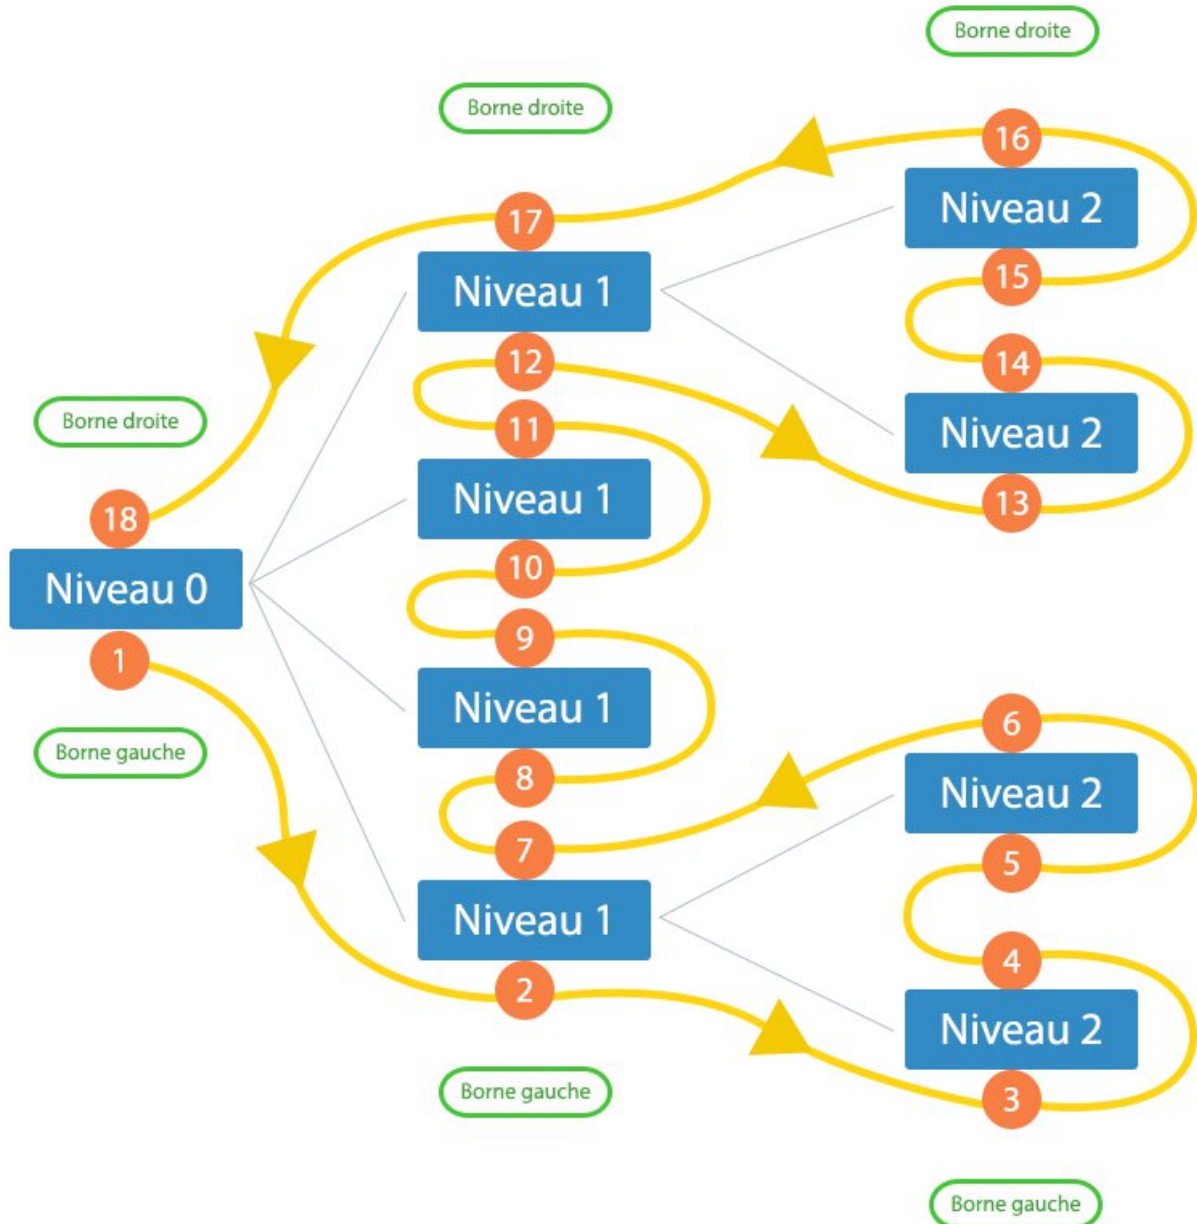 Borne droite
Borne droite
16
Niveau 2
17
Niveau 1
15
12
14
Borne droite
11
Niveau 2
Niveau 1
13
18
10
Niveau 0
9
1
Niveau 1
6
Borne gauche
8
Niveau 2
7
5
Niveau 1
4
2
Niveau 2
Borne gauche
3
Borne gauche